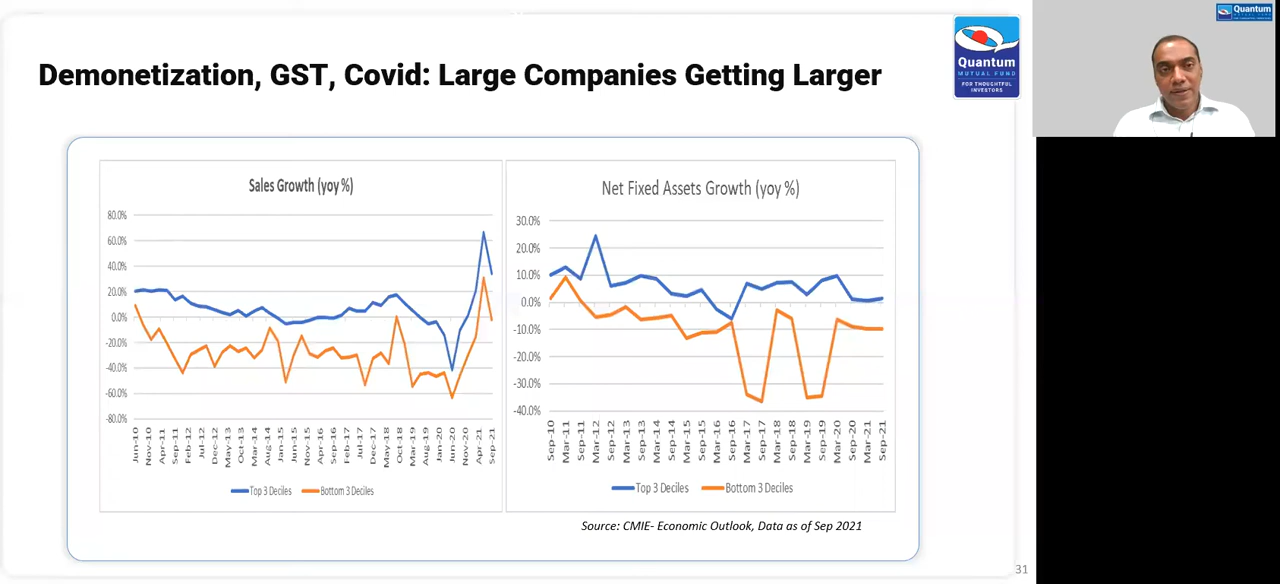 Demonetization, GST, Covid: Large Companies Getting Larger
Quantum
MUTUAL FUND
FOR THOUGHTFUL
INVESTORS
Quantum
Sales Growth (yoy %)
80.0%
60.0%
40.0%
20.0%
0.0%
-20.0%
-40.0%
-60.0%
-80.0%
Jun-10
Nov-10
Apr-11
Sep-11
Feb-12
Jul-12
Dec-12
May-13
Oct-13
Mar-14
Aug-14
Jan-15
Jun-15
Nov-15
Apr-16
Sep-16
Feb-17
Jul-17
Dec-17
May-18
Oct-18
Mar-19
Aug-19
Jan-20
Jun-20
Nov-20
Apr-21
Sep-21
Top 3 Deciles
Bottom 3 Deciles
Net Fixed Assets Growth (yoy %)
30.0%
20.0%
10.0%
0.0%
-10.0%
-20.0%
-30.0%
-40.0%
Sep-10
Mar-11
Sep-11
Mar-12
Sep-12
Mar-13
Sep-13
Mar-14
Sep-14
Mar-15
Sep-15
Mar-16
Sep-16
Mar-17
Sep-17
Mar-18
Sep-18
Mar-19
Sep-19
Mar-20
Sep-20
Mar-21
Sep-21
Top 3 Deciles
Bottom 3 Deciles
Source: CMIE- Economic Outlook, Data as of Sep 2021
31